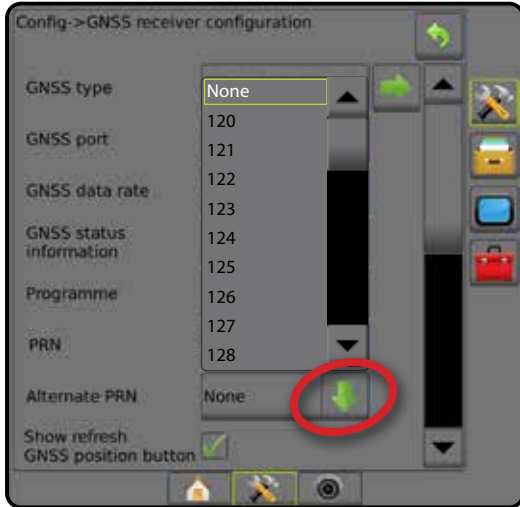 Config->GNSS receiver configuration
GNSS type
None
120
GNSS port
121
122
GNSS data rate
123
GNSS status
information
124
125
Programme
126
127
PRN
128
Alternate PRN
None
Show refresh
GNSS position button